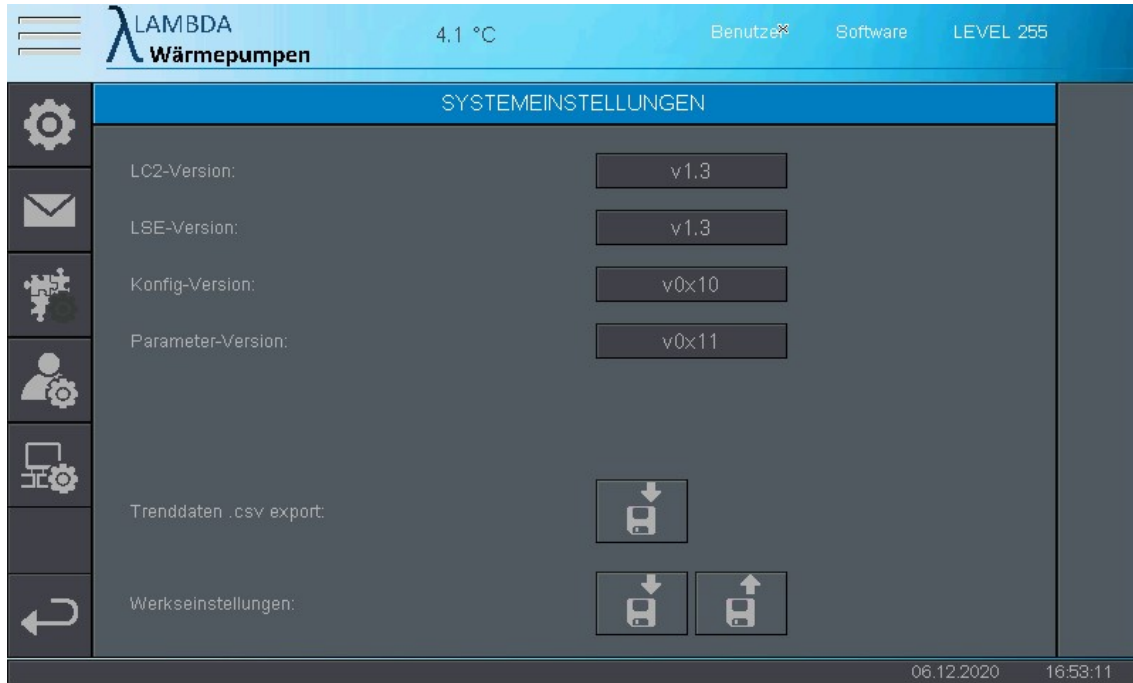 λLAMBDA
Wärmepumpen
4.1 °C
Benutzer
Software
LEVEL 255
SYSTEMEINSTELLUNGEN
LC2-Version:
v1.3
LSE-Version:
v1.3
Konfig-Version:
v0x10
Parameter-Version:
v0x11
Trenddaten .csv export:
Werkseinstellungen:
06.12.2020
16:53:11